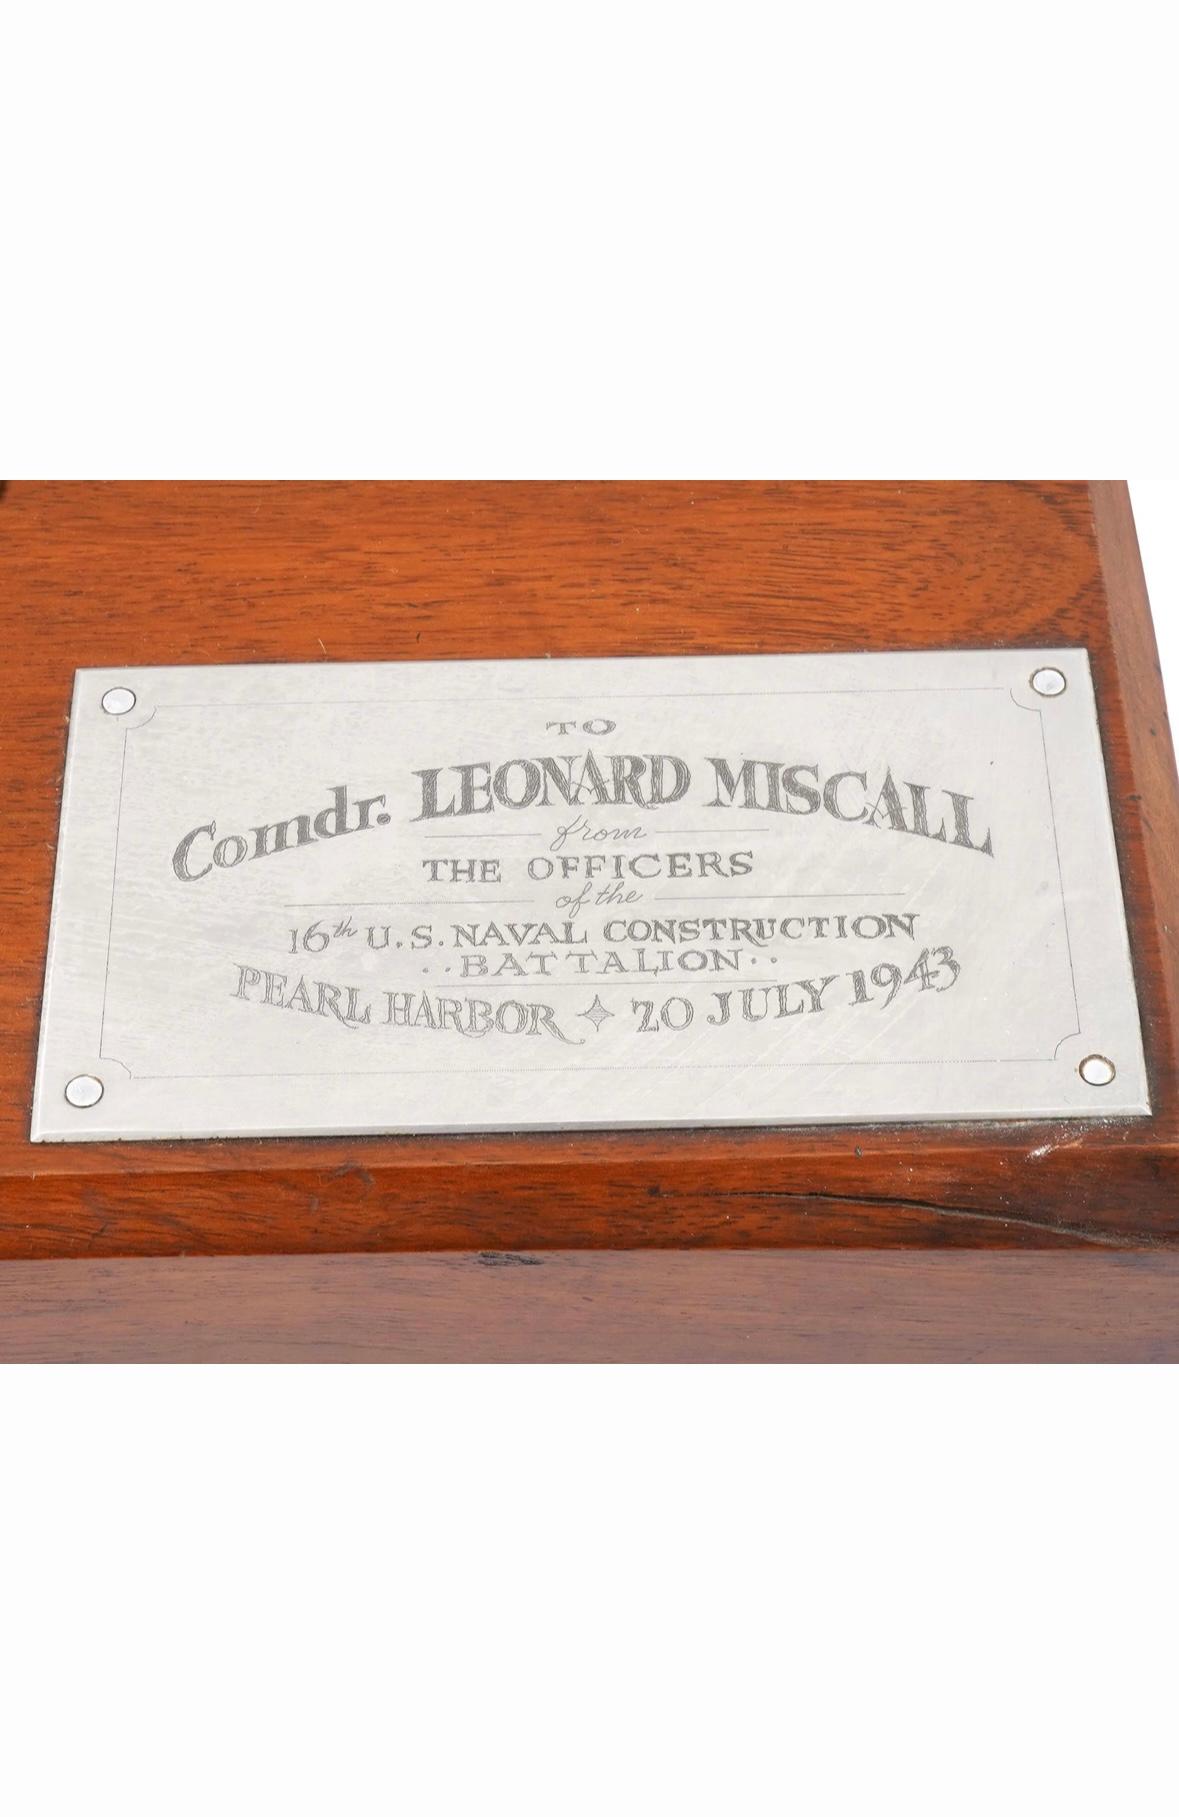 TO
Comdr. LEONARD MISCALL
from
THE OFFICERS
of the
16th U.S. NAVAL CONSTRUCTION
··BATTALION··
PEARL HARBOR ✦ 20 JULY 1943